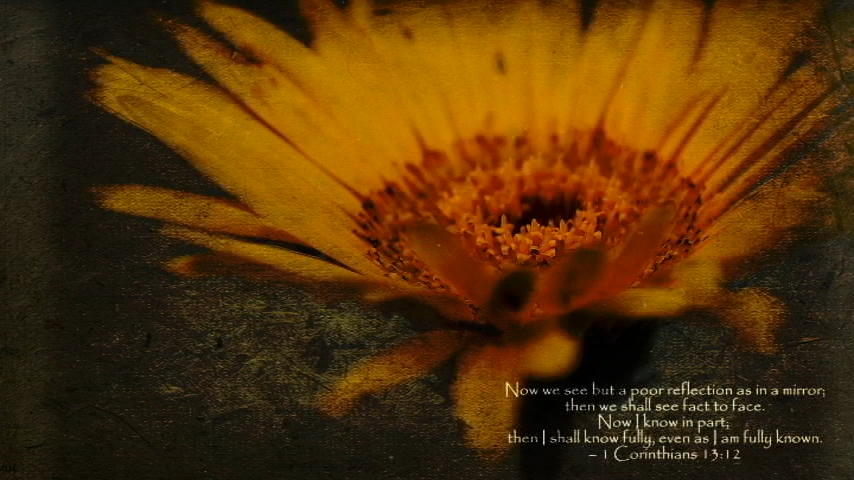 Now we see but a poor reflection as in a mirror;
then we shall see fact to face.
Now I know in part;
then I shall know fully, even as I am fully known.
– 1 Corinthians 13:12